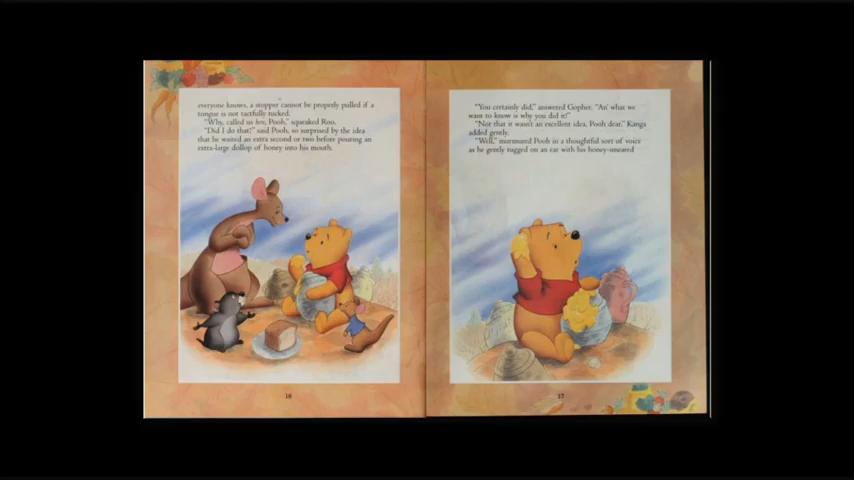 everyone knows, a stopper cannot be properly pulled if a
tongue is not tactfully tucked.
"Why, called us here, Pooh," squeaked Roo.
"Did I do that?" said Pooh, so surprised by the idea
that he waited an extra second or two before pouring an
extra-large dollop of honey into his mouth.
16
"You certainly did," answered Gopher. "An' what we
want to know is why you did it?"
"Not that it wasn't an excellent idea, Pooh dear," Kanga
added gently.
"Well," murmured Pooh in a thoughtful sort of voice
as he gently tugged on an ear with his honey-smeared
17